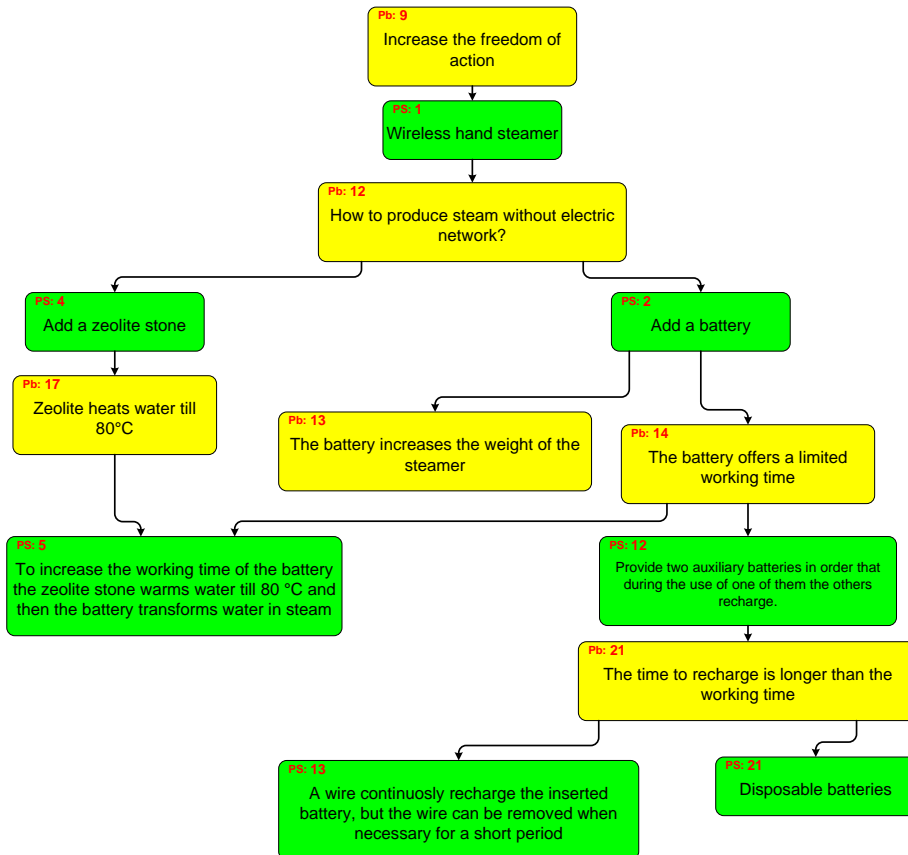 Pb: 9
Increase the freedom of
action
PS: 1
Wireless hand steamer
Pb: 12
How to produce steam without electric
network?
PS: 4
Add a zeolite stone
PS: 2
Add a battery
Pb: 17
Zeolite heats water till
80°C
Pb: 13
The battery increases the weight of the
steamer
Pb: 14
The battery offers a limited
working time
PS: 5
To increase the working time of the battery
the zeolite stone warms water till 80 °C and
then the battery transforms water in steam
PS: 12
Provide two auxiliary batteries in order that
during the use of one of them the others
recharge.
Pb: 21
The time to recharge is longer than the
working time
PS: 13
A wire continuosly recharge the inserted
battery, but the wire can be removed when
necessary for a short period
PS: 21
Disposable batteries